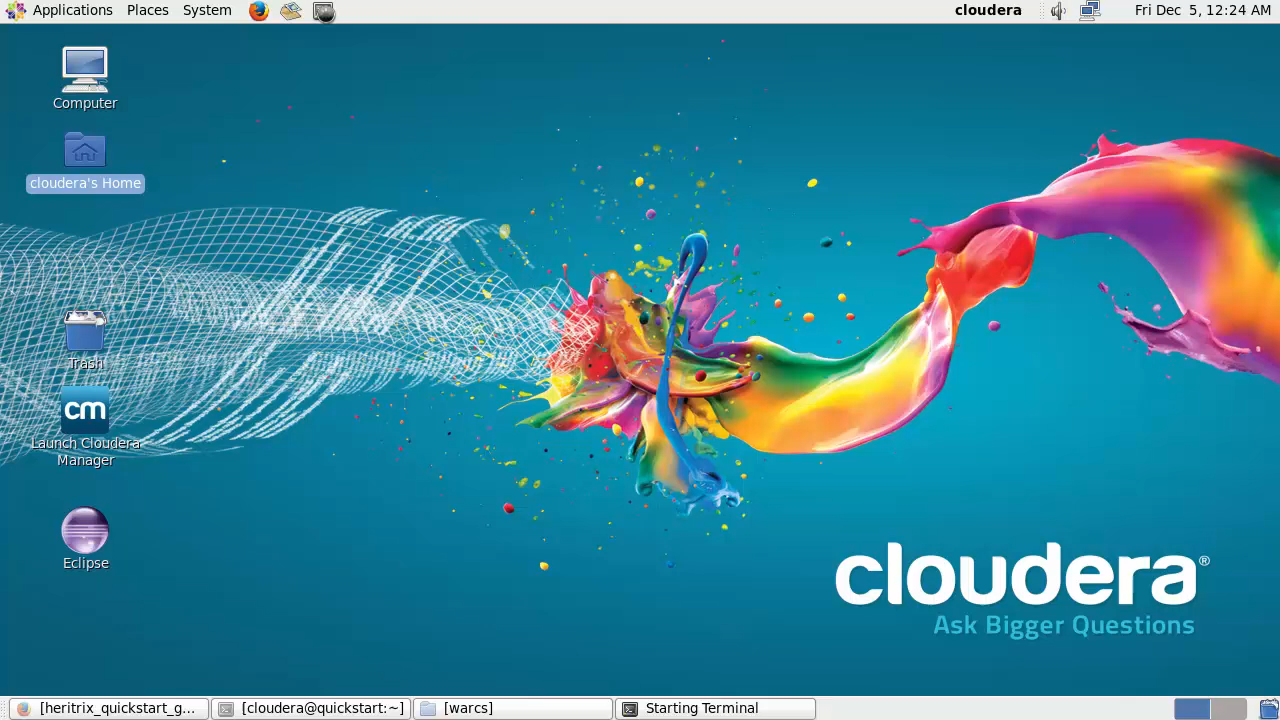 Applications Places System cloudera Fri Dec 5, 12:24 AM
Computer
cloudera's Home
Trash
cm
Launch Cloudera
Manager
Eclipse
cloudera®
Ask Bigger Questions
[heritrix_quickstart_g... [cloudera@quickstart:~] [warcs] Starting Terminal